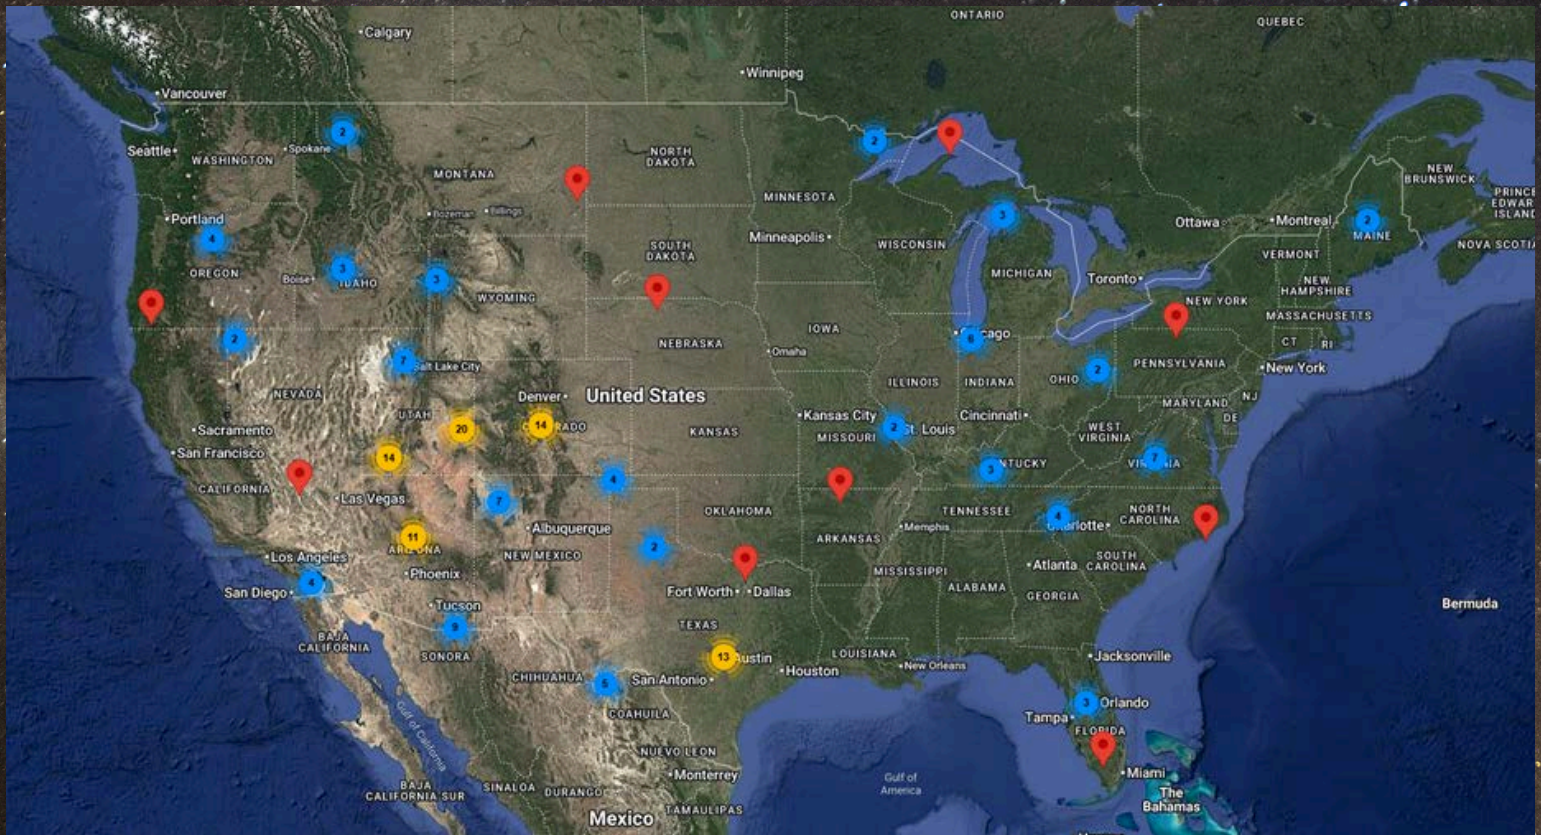 ONTARIO
QUEBEC
Calgary
Winnipeg
Vancouver
2
2
Seattle
Spokane
WASHINGTON
NORTH
DAKOTA
MONTANA
NEW
BRUNSWICK
PRINCE
EDWAR
ISLAND
MINNESOTA
Bozeman
Billings
Portland
3
Ottawa
Montreal
2
MAINE
4
Minneapolis
WISCONSIN
NOVA SCOTIA
SOUTH
DAKOTA
VERMONT
OREGON
Boise
3
IDAHO
3
MICHIGAN
Toronto
NEW
HAMPSHIRE
WYOMING
NEW YORK
MASSACHUSETTS
IOWA
Chicago
6
2
NEBRASKA
Omaha
CT
RI
7
Salt Lake City
OHIO
2
PENNSYLVANIA
New York
ILLINOIS
INDIANA
NEVADA
Denver
United States
NJ
MARYLAND
DE
UTAH
Kansas City
Cincinnati
Sacramento
20
14
COLORADO
KANSAS
MISSOURI
2
St. Louis
WEST
VIRGINIA
San Francisco
14
7
VIRGINIA
3
KENTUCKY
CALIFORNIA
Las Vegas
4
7
OKLAHOMA
TENNESSEE
4
Charlotte
NORTH
CAROLINA
Albuquerque
Memphis
11
ARIZONA
ARKANSAS
2
NEW MEXICO
Los Angeles
Phoenix
Atlanta
SOUTH
CAROLINA
MISSISSIPPI
4
San Diego
Fort Worth
Dallas
ALABAMA
GEORGIA
Tucson
Bermuda
9
TEXAS
BAJA
CALIFORNIA
SONORA
13
Austin
LOUISIANA
New Orleans
Jacksonville
Houston
CHIHUAHUA
5
San Antonio
COAHUILA
3
Orlando
Tampa
FLORIDA
Gulf of California
NUEVO LEON
Monterrey
Gulf of
America
Miami
BAJA
CALIFORNIA SUR
SINALOA
DURANGO
The
Bahamas
TAMAULIPAS
Mexico